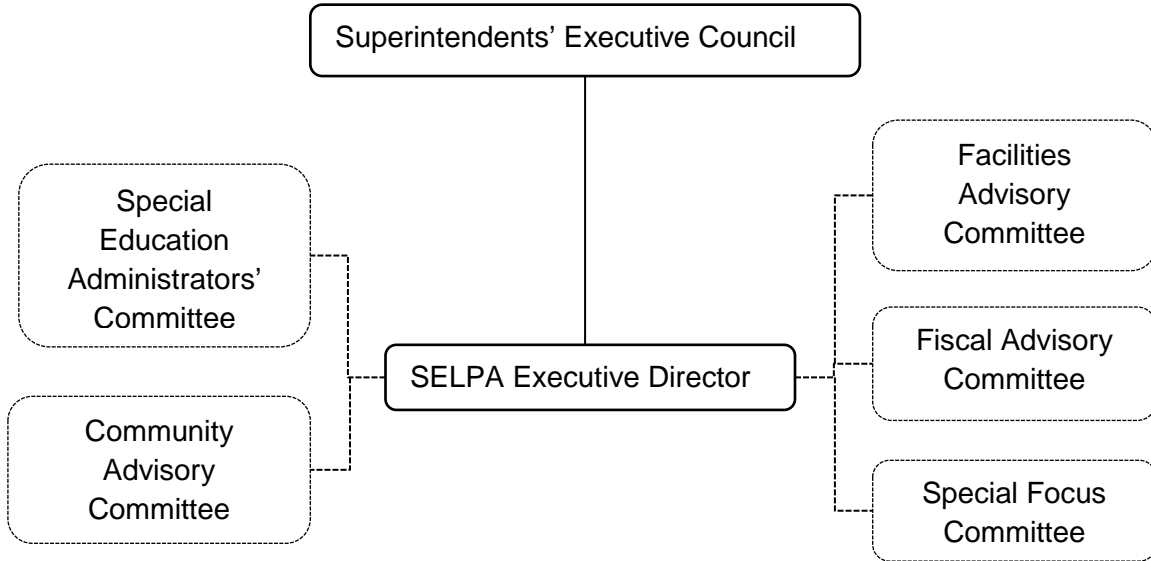 Superintendents’ Executive Council
Special
Education
Administrators’
Committee
Community
Advisory
Committee
SELPA Executive Director
Facilities
Advisory
Committee
Fiscal Advisory
Committee
Special Focus
Committee